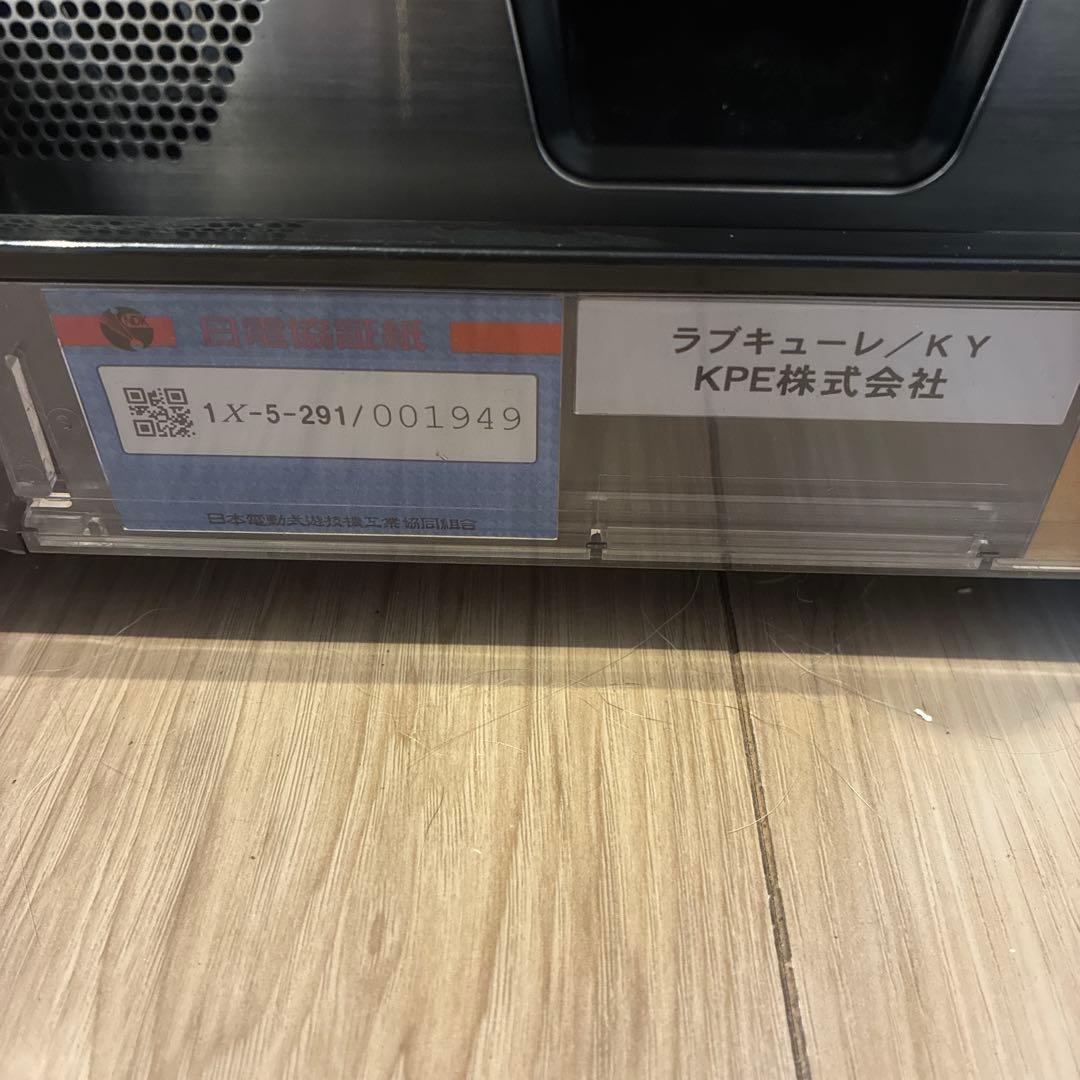 NDK
日電協証紙
1X-5-291/001949
日本電動式遊技機工業協同組合
ラブキューレ/KY
KPE株式会社